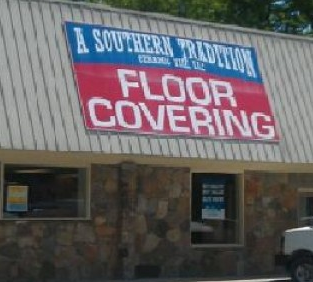 A SOUTHERN TRADITION
CERAMIC TILE, LLC
FLOOR
COVERING